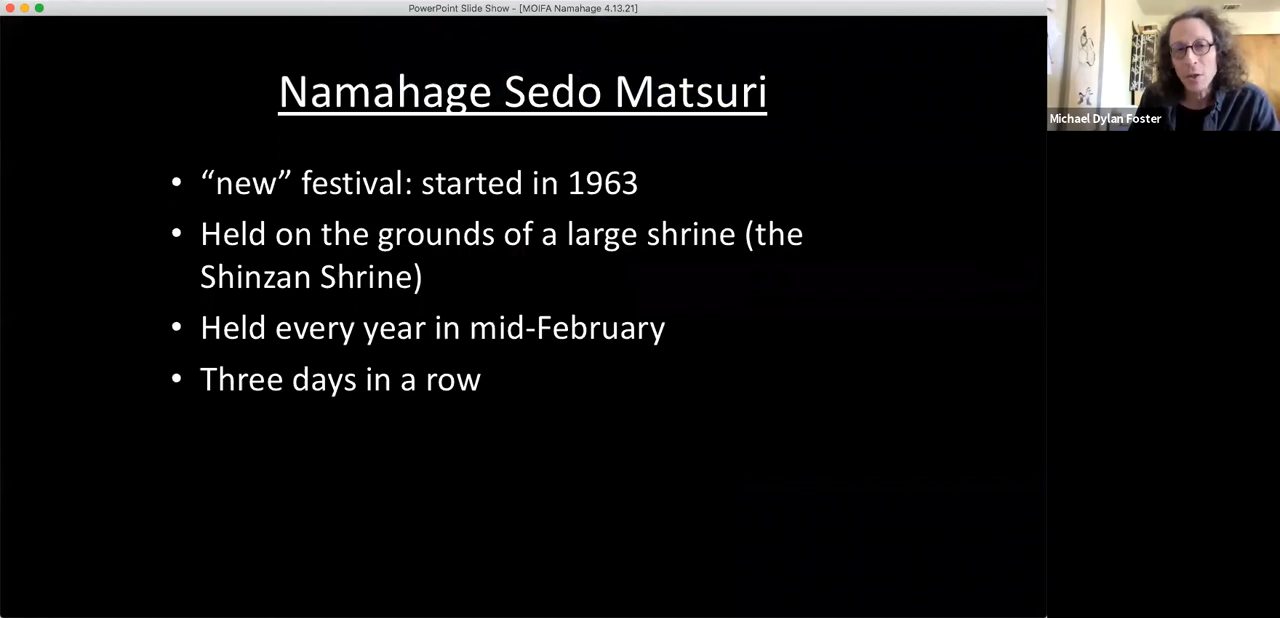 PowerPoint Slide Show - [MOIFA Namahage 4.13.21]
Namahage Sedo Matsuri
• “new” festival: started in 1963
• Held on the grounds of a large shrine (the
Shinzan Shrine)
• Held every year in mid-February
• Three days in a row
Michael Dylan Foster